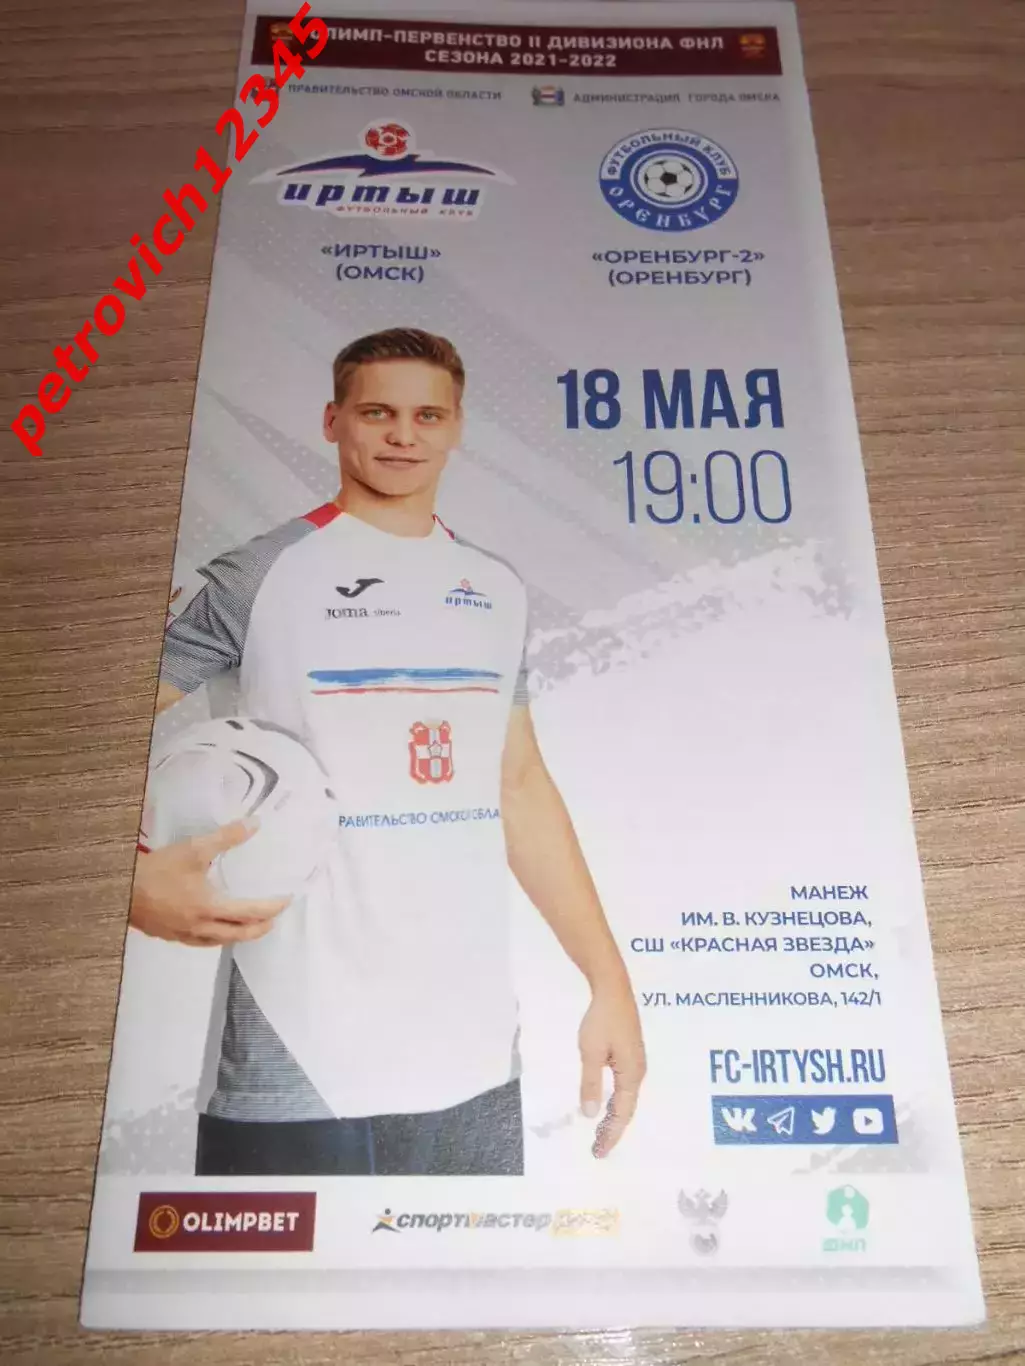 petrovich12345
ОЛИМП-ПЕРВЕНСТВО II ДИВИЗИОНА ФНЛ
СЕЗОНА 2021-2022
ПРАВИТЕЛЬСТВО ОМСКОЙ ОБЛАСТИ
АДМИНИСТРАЦИЯ ГОРОДА ОМСКА
ИРТЫШ
ФУТБОЛЬНЫЙ КЛУБ
ФУТБОЛЬНЫЙ КЛУБ
ОРЕНБУРГ
«ИРТЫШ»
(ОМСК)
«ОРЕНБУРГ-2»
(ОРЕНБУРГ)
18 МАЯ
19:00
Joma siberia
ИРТЫШ
РАВИТЕЛЬСТВО ОМСКОЙ ОБЛА
МАНЕЖ
ИМ. В. КУЗНЕЦОВА,
СШ «КРАСНАЯ ЗВЕЗДА»
ОМСК,
УЛ. МАСЛЕННИКОВА, 142/1
FC-IRTYSH.RU
OLIMPBET
СПОРТМАСТЕР
ФНЛ